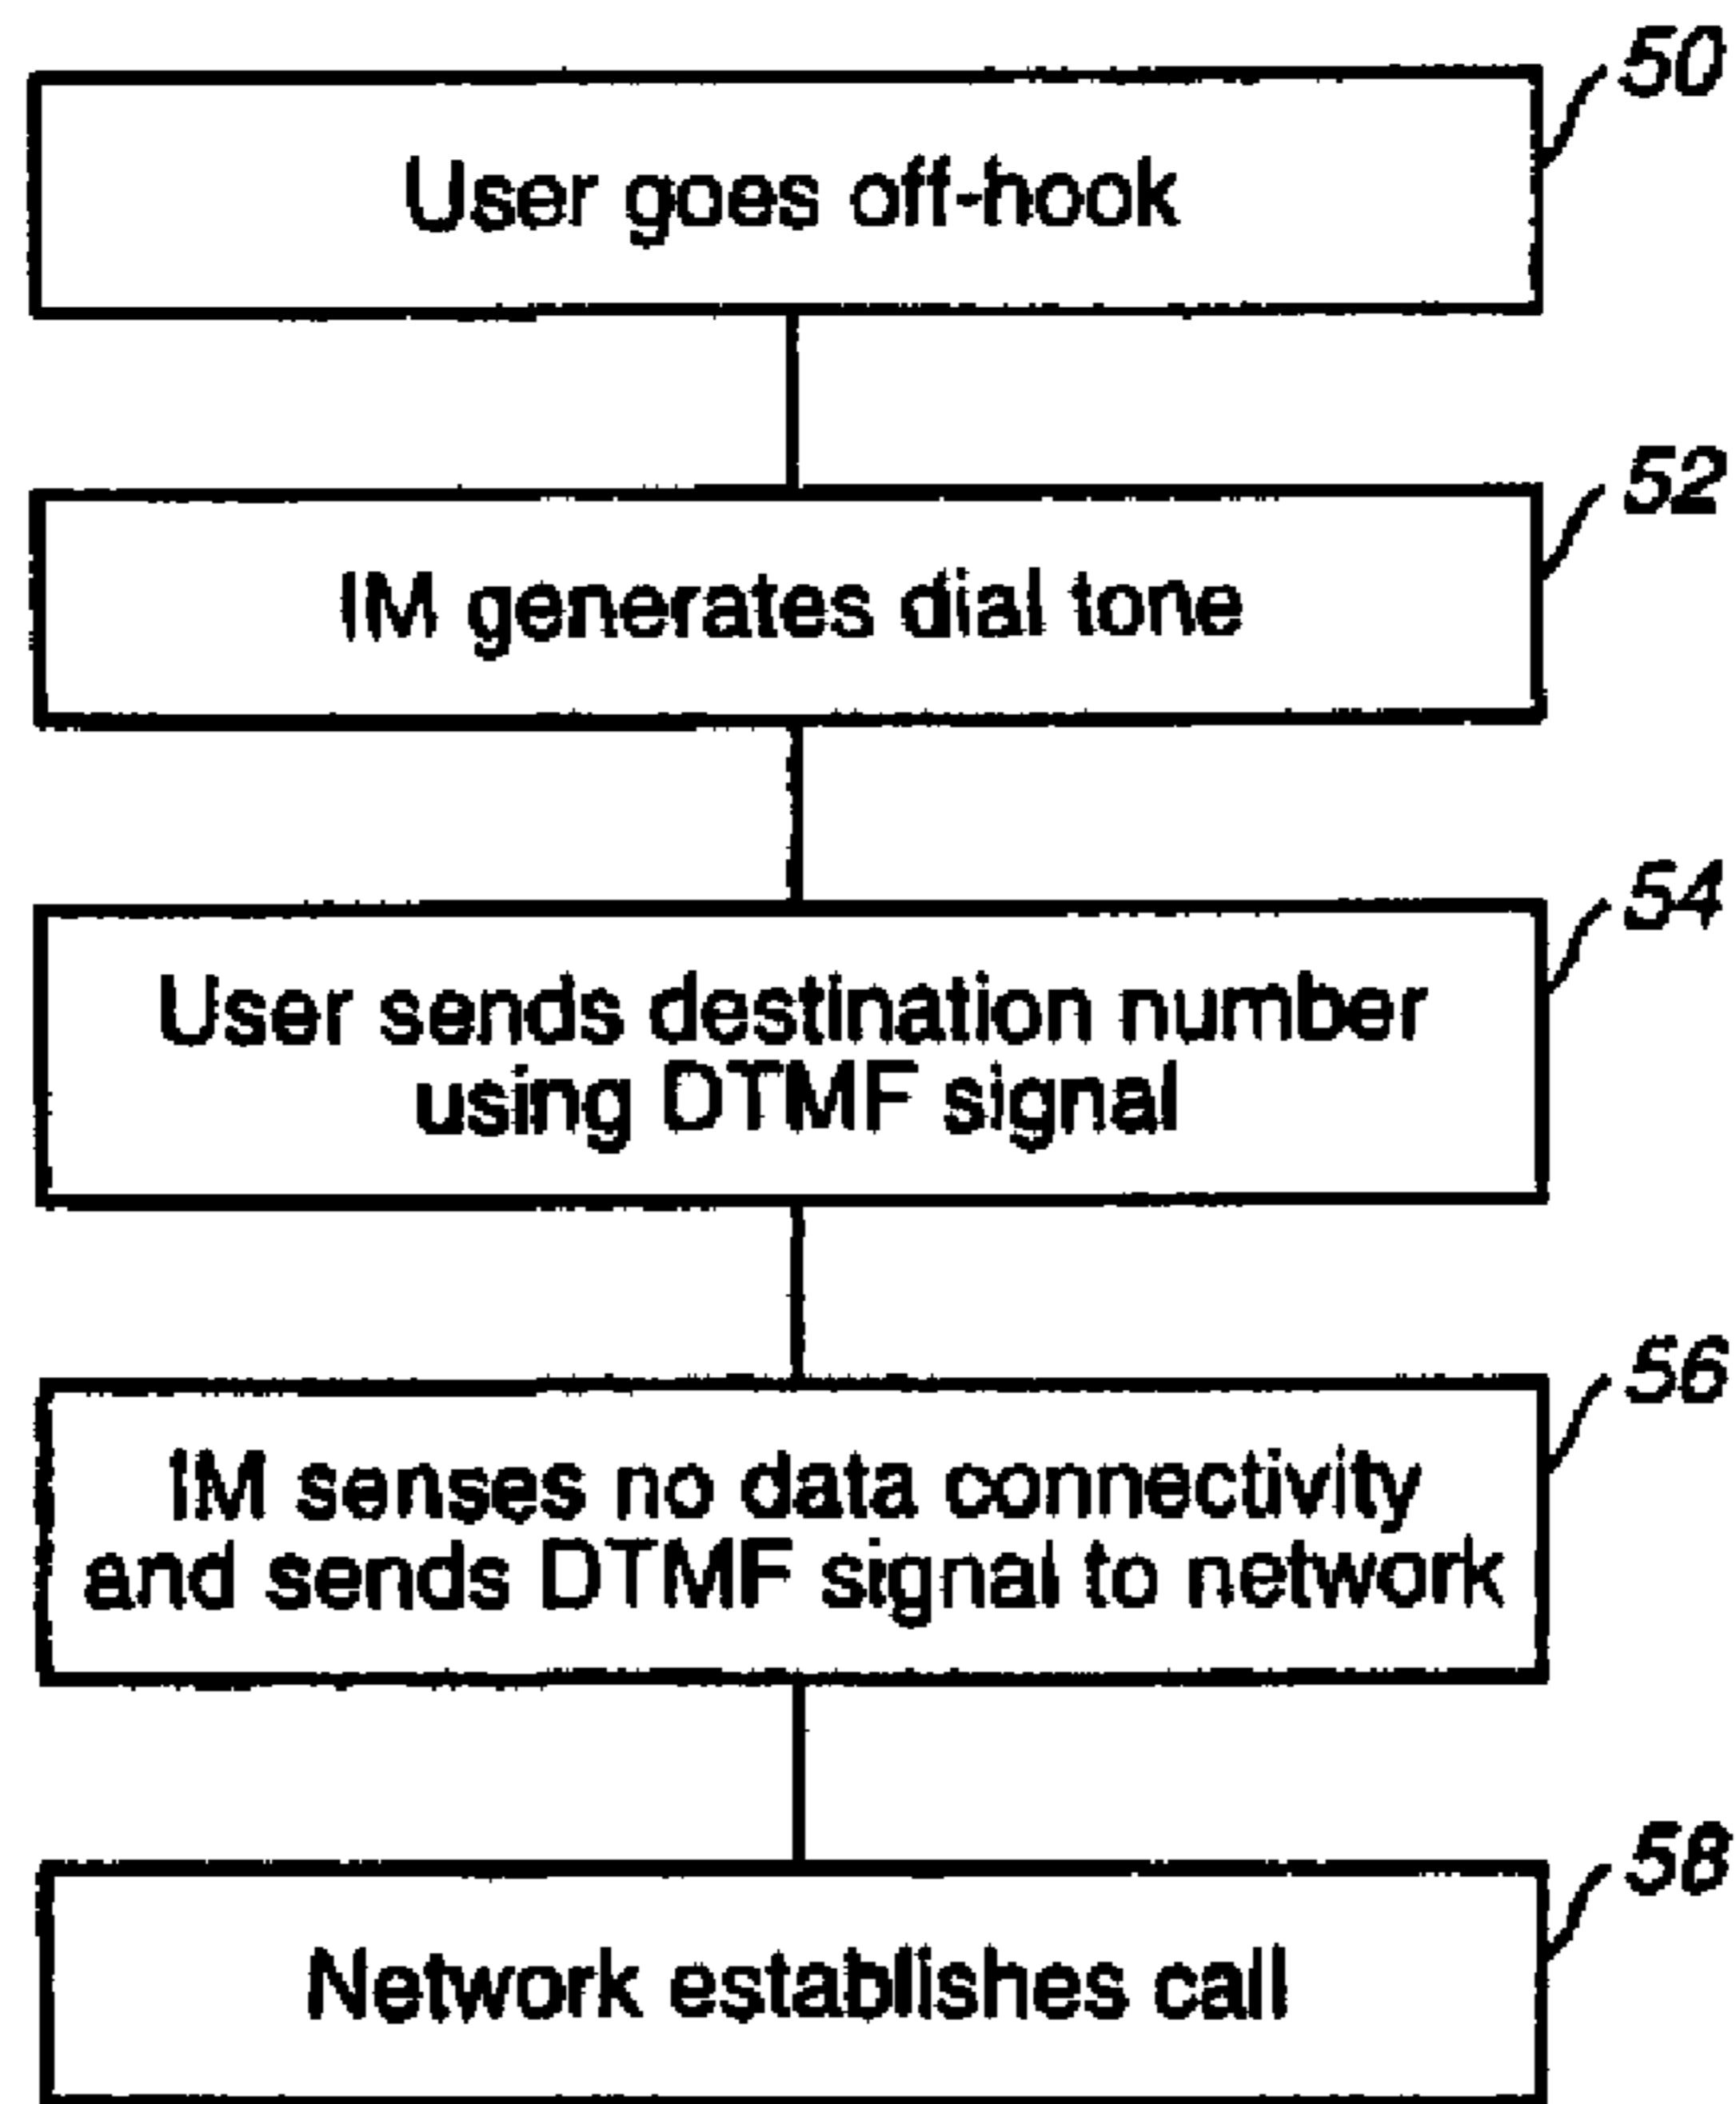 50
User goes off-hook
52
IM generates dial tone
54
User sends destination number
using DTMF signal
56
IM senses no data connectivity
and sends DTMF signal to network
58
Network establishes call